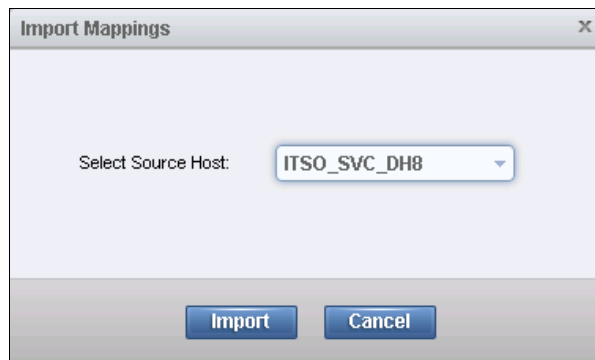 Import Mappings x
Select Source Host: ITSO_SVC_DH8
Import Cancel